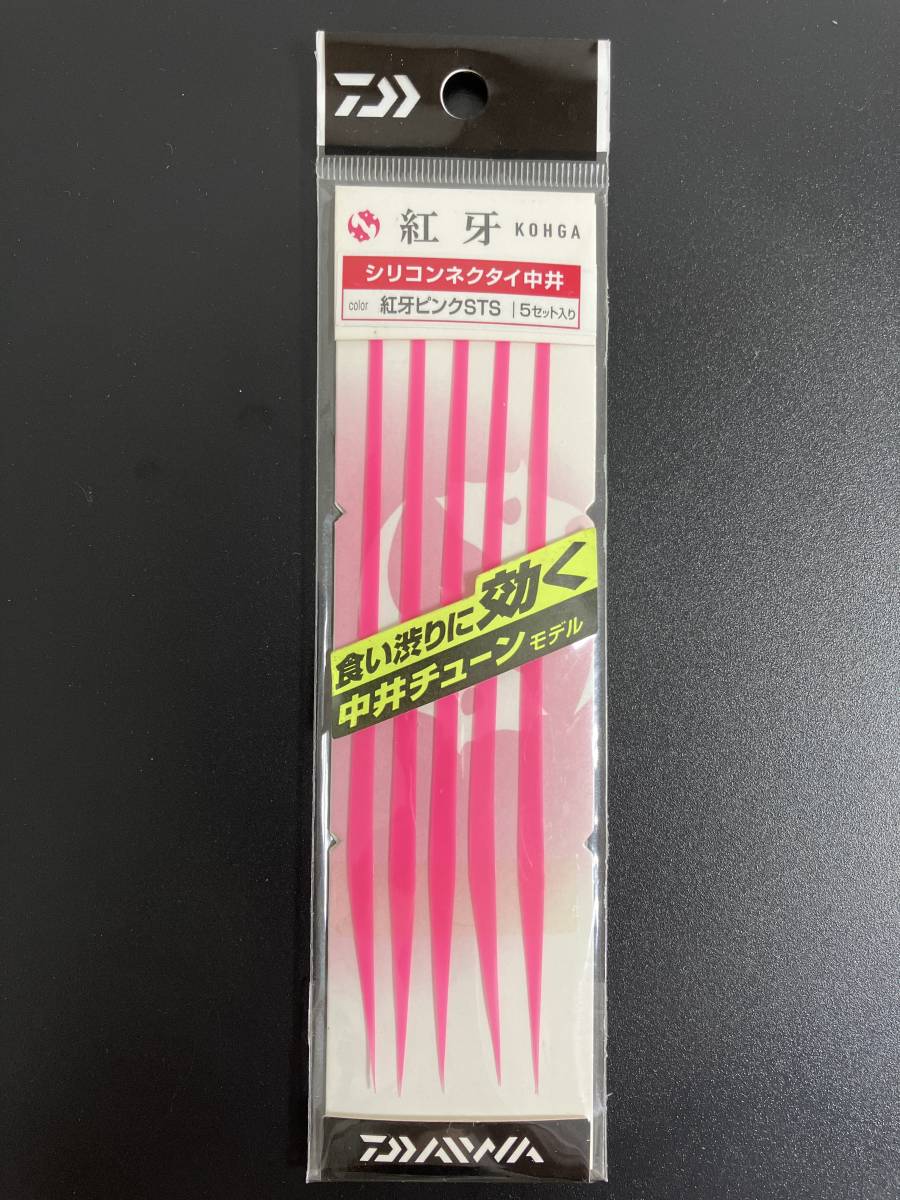 紅牙 KOHGA
シリコンネクタイ中井
color 紅牙ピンクSTS 5セット入り
食い渋りに効く
中井チューンモデル
DAIWA